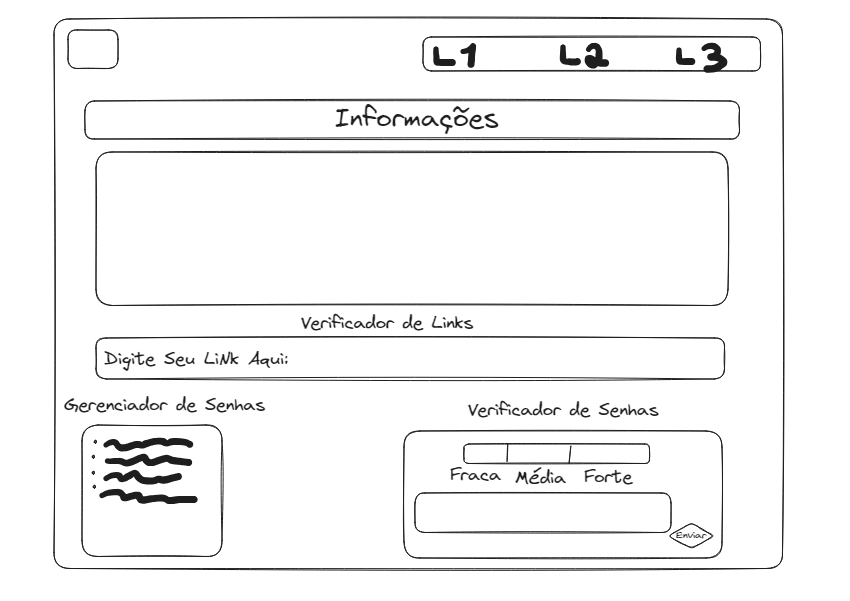 L1 L2 L3
Informações
Verificador de Links
Digite Seu LiNk Aqui:
Gerenciador de Senhas
Verificador de Senhas
Fraca Média Forte
Enviar